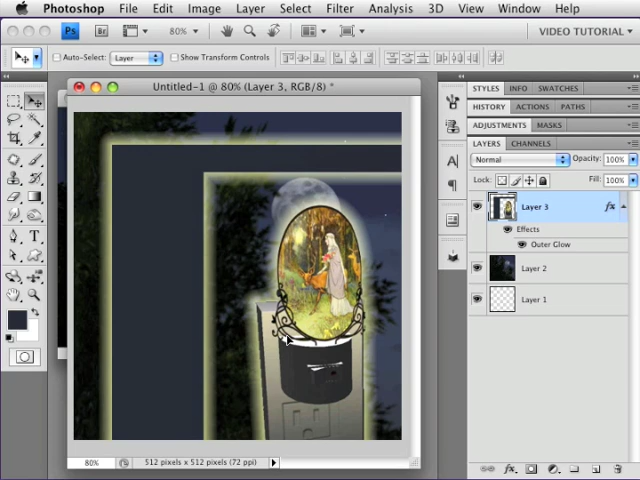 Photoshop File Edit Image Layer Select Filter Analysis 3D View Window Help
Ps Br 80% VIDEO TUTORIAL
Auto-Select: Layer Show Transform Controls
Untitled-1 @ 80% (Layer 3, RGB/8) *
STYLES INFO SWATCHES
HISTORY ACTIONS PATHS
ADJUSTMENTS MASKS
LAYERS CHANNELS
Normal Opacity: 100%
Lock: Fill: 100%
Layer 3 fx
Effects
Outer Glow
Layer 2
Layer 1
80% 512 pixels x 512 pixels (72 ppi)